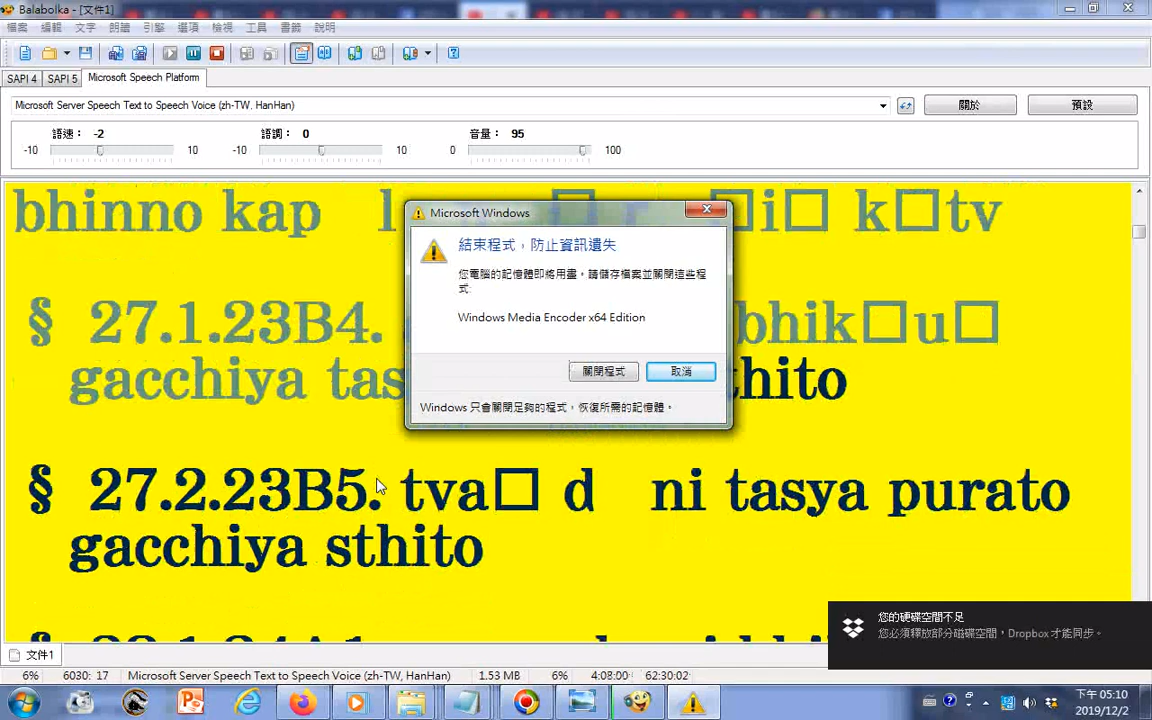 Balabolka - [文件1]
檔案 編輯 文字 朗讀 引擎 選項 檢視 工具 書籤 說明
SAPI 4 SAPI 5 Microsoft Speech Platform
Microsoft Server Speech Text to Speech Voice (zh-TW, HanHan)
關於 預設
語速： -2 語調： 0 音量： 95
-10 10 -10 10 0 100
bhinno kap l i□ k□tv
§ 27.1.23B4. bhik□u□
gacchiya tas thito
§ 27.2.23B5. tva□ d ni tasya purato
gacchiya sthito
Microsoft Windows
結束程式，防止資訊遺失
您電腦的記憶體即將用盡。請儲存檔案並關閉這些程
式:
Windows Media Encoder x64 Edition
關閉程式 取消
Windows 只會關閉足夠的程式，恢復所需的記憶體。
您的硬碟空間不足
您必須釋放部分磁碟空間，Dropbox 才能同步。
文件1
6% 6030: 17 Microsoft Server Speech Text to Speech Voice (zh-TW, HanHan) 1.53 MB 6% 4:08:00 62:30:02
下午 05:10
2019/12/2